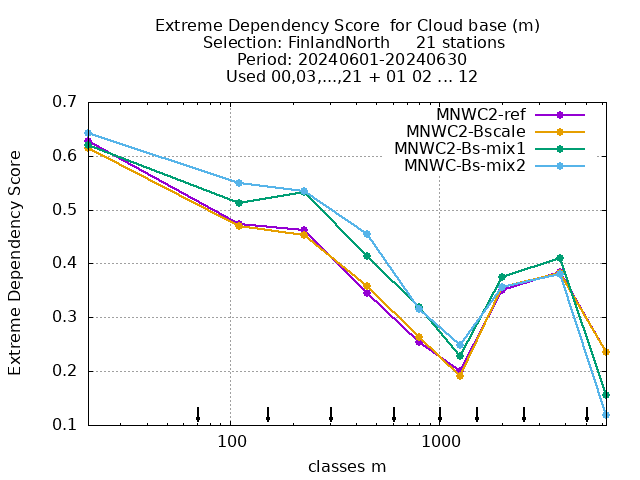 Extreme Dependency Score  for Cloud base (m)
Selection: FinlandNorth     21 stations
Period: 20240601-20240630
Used 00,03,...,21 + 01 02 ... 12
MNWC2-ref
MNWC2-Bscale
MNWC2-Bs-mix1
MNWC-Bs-mix2
Extreme Dependency Score
0.7
0.6
0.5
0.4
0.3
0.2
0.1
100
1000
classes m